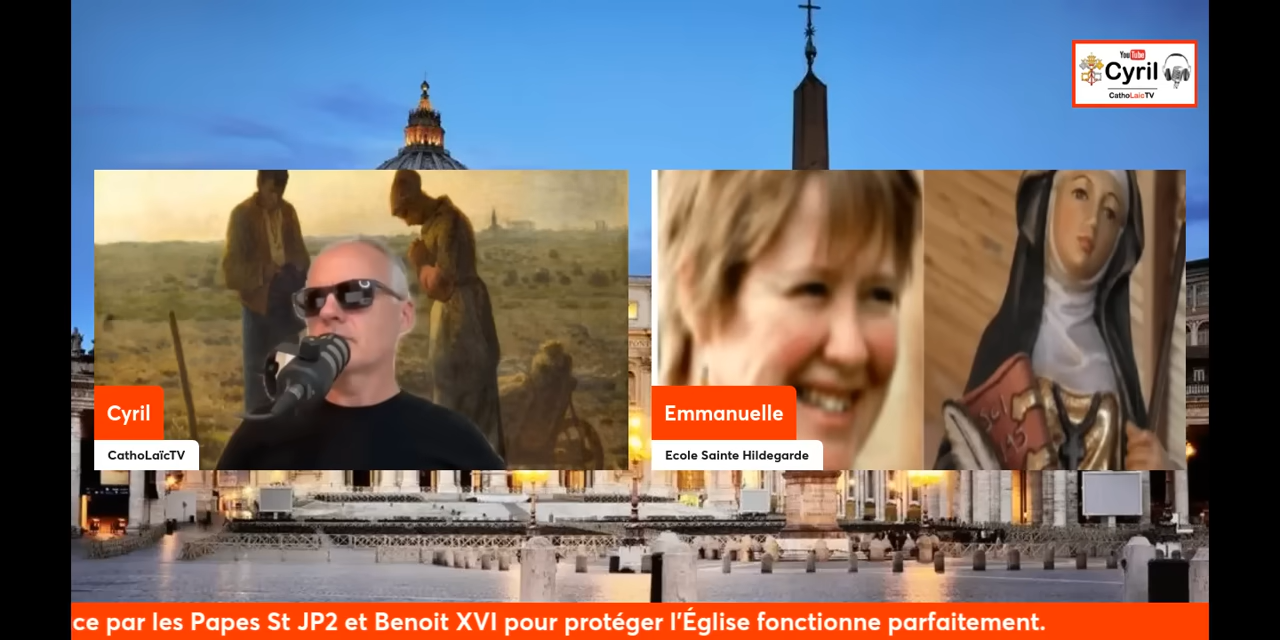 YouTube
Cyril
CathoLaïcTV
Cyril
CathoLaïcTV
Emmanuelle
Ecole Sainte Hildegarde
ce par les Papes St JP2 et Benoit XVI pour protéger l'Église fonctionne parfaitement.